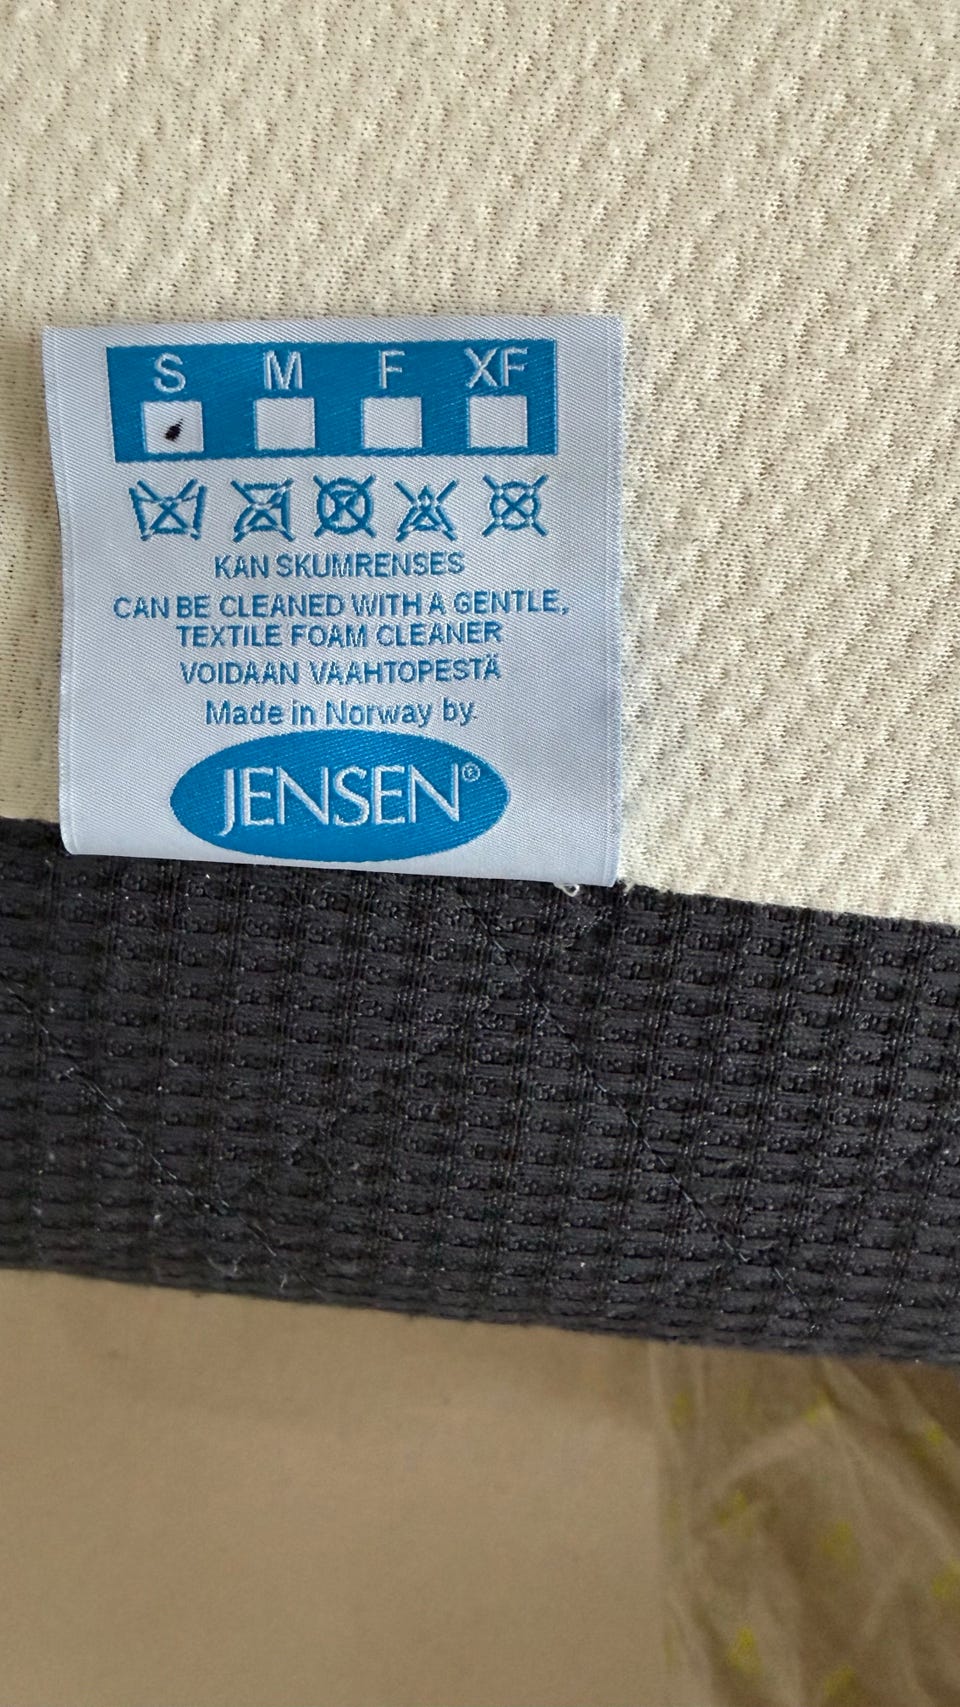 S M F XF
KAN SKUMRENSES
CAN BE CLEANED WITH A GENTLE,
TEXTILE FOAM CLEANER
VOIDAAN VAAHTOPESTÄ
Made in Norway by:
JENSEN®